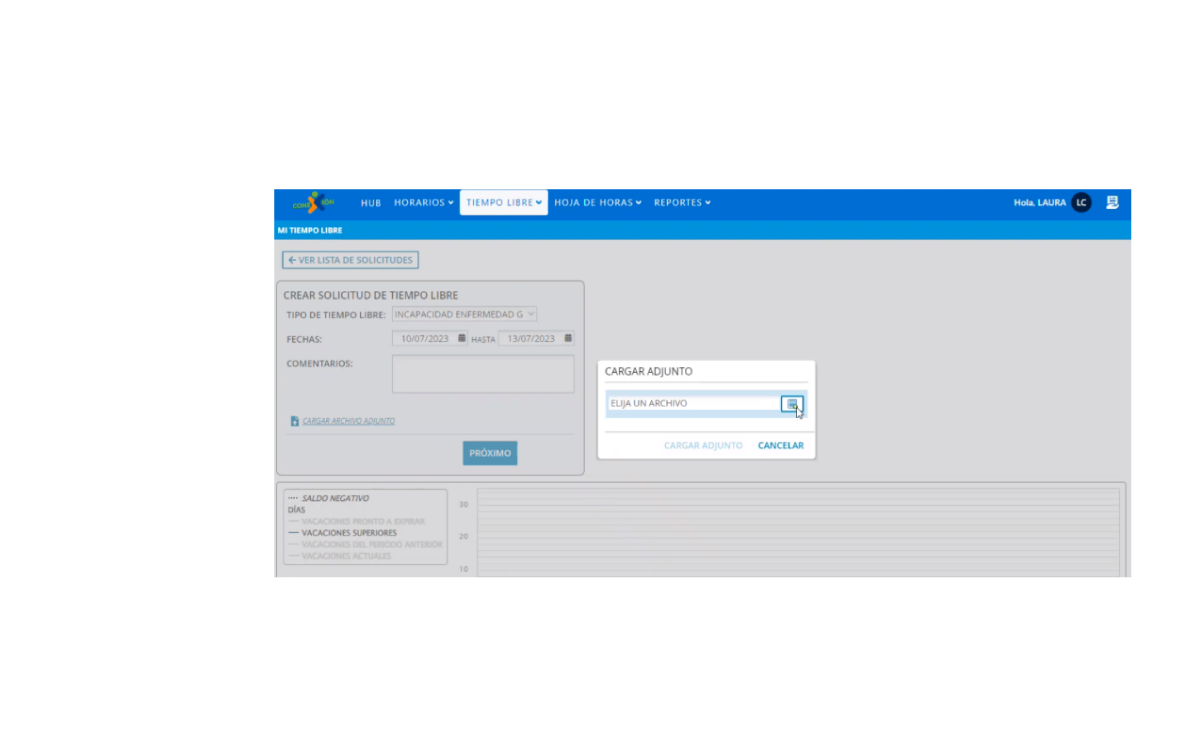 HUB HORARIOS TIEMPO LIBRE HOJA DE HORAS REPORTES Hola, LAURA LC
MI TIEMPO LIBRE
VER LISTA DE SOLICITUDES
CREAR SOLICITUD DE TIEMPO LIBRE
TIPO DE TIEMPO LIBRE: INCAPACIDAD ENFERMEDAD G
FECHAS: 10/07/2023 HASTA 13/07/2023
COMENTARIOS:
CARGAR ARCHIVO ADJUNTO
PRÓXIMO
CARGAR ADJUNTO
ELIJA UN ARCHIVO
CARGAR ADJUNTO CANCELAR
SALDO NEGATIVO
DÍAS
VACACIONES PRONTO A EXPIRAR
VACACIONES SUPERIORES
VACACIONES DEL PERIODO ANTERIOR
VACACIONES ACTUALES
30
20
10